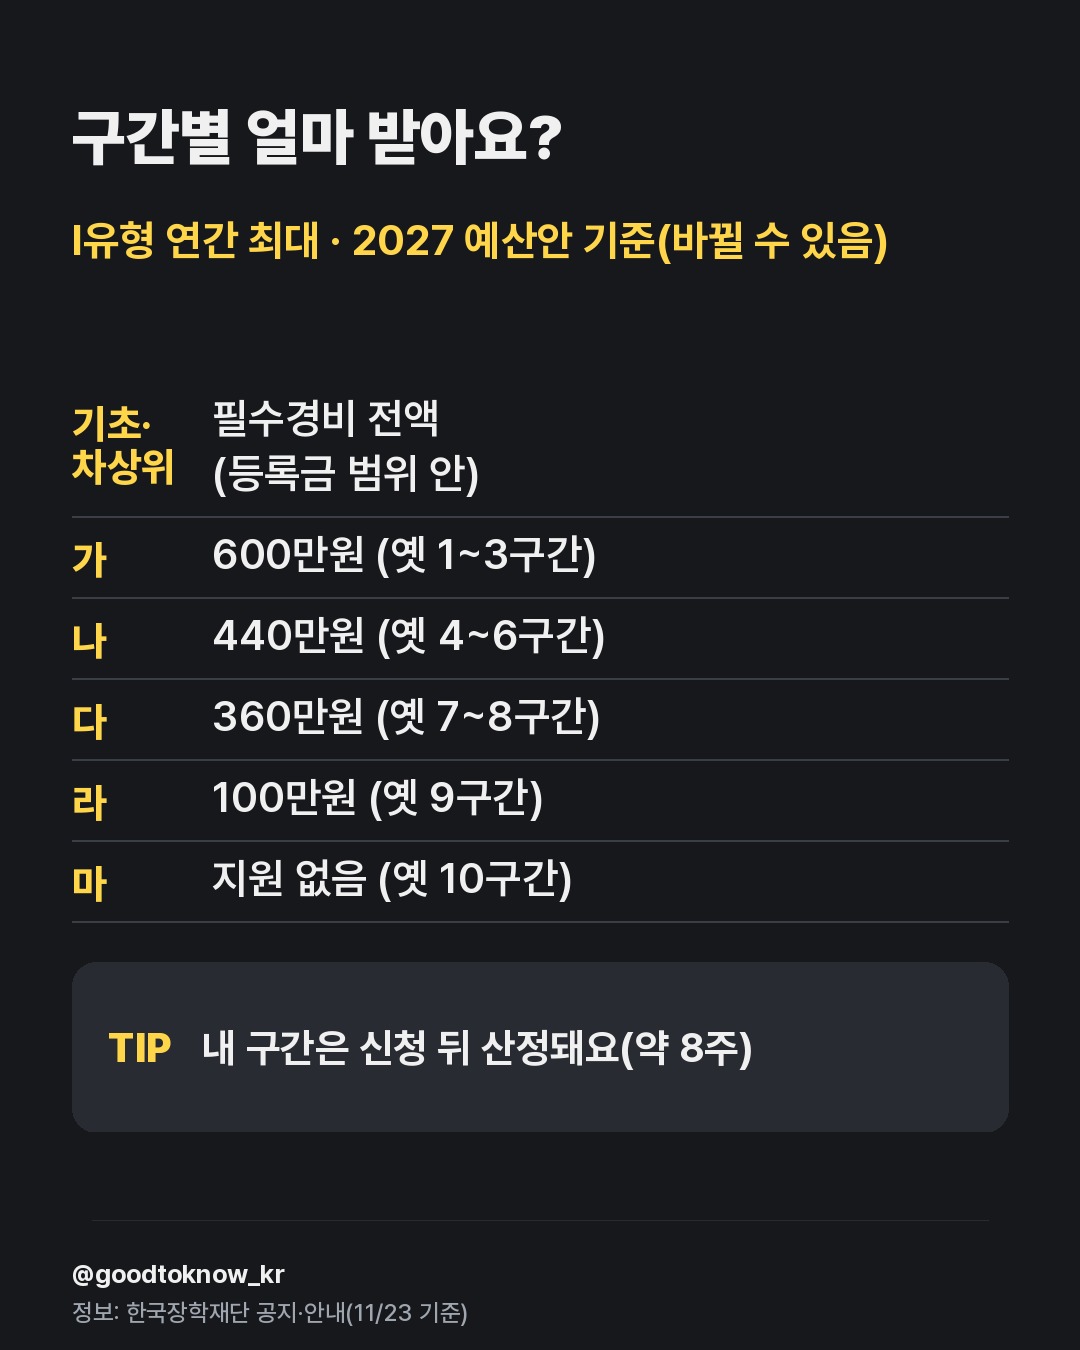 구간별 얼마 받아요?
I유형 연간 최대 · 2027 예산안 기준(바뀔 수 있음)
기초·
차상위
필수경비 전액
(등록금 범위 안)
가 600만원 (옛 1~3구간)
나 440만원 (옛 4~6구간)
다 360만원 (옛 7~8구간)
라 100만원 (옛 9구간)
마 지원 없음 (옛 10구간)
TIP 내 구간은 신청 뒤 산정돼요(약 8주)
@goodtoknow_kr
정보: 한국장학재단 공지·안내(11/23 기준)